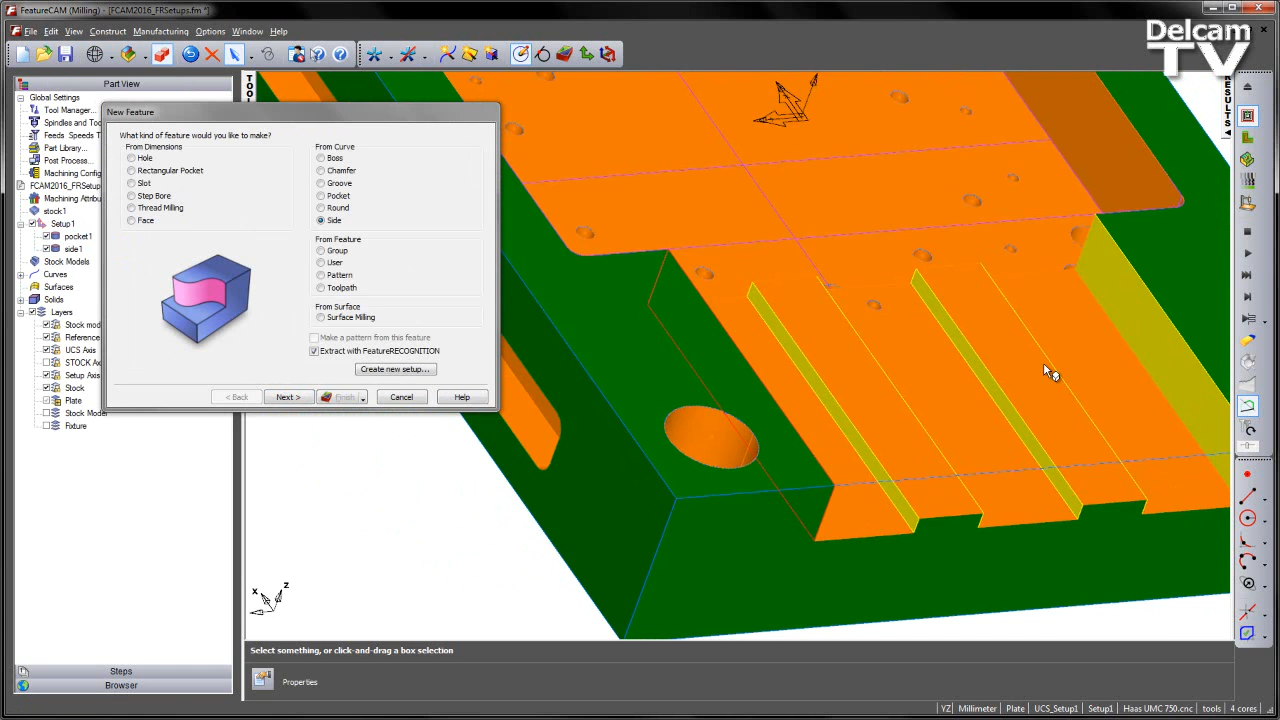 FeatureCAM (Milling) - [FCAM2016_FRSetups.fm *]
File Edit View Construct Manufacturing Options Window Help
Delcam
TV
Part View
Global Settings
Tool Manager...
Spindles and Too
Feeds Speeds T
Part Library...
Post Process...
Machining Config
FCAM2016_FRSetup
Machining Attribu
stock1
Setup1
pocket1
side1
Stock Models
Curves
Surfaces
Solids
Layers
Stock mod
Reference
UCS Axis
STOCK Ax
Setup Axis
Stock
Plate
Stock Model
Fixture
Steps
Browser
TOOL
RESULTS
New Feature
What kind of feature would you like to make?
From Dimensions
Hole
Rectangular Pocket
Slot
Step Bore
Thread Milling
Face
From Curve
Boss
Chamfer
Groove
Pocket
Round
Side
From Feature
Group
User
Pattern
Toolpath
From Surface
Surface Milling
Make a pattern from this feature
Extract with FeatureRECOGNITION
Create new setup...
< Back Next > Finish Cancel Help
X Z
Select something, or click-and-drag a box selection
Properties
YZ Millimeter Plate UCS_Setup1 Setup1 Haas UMC 750.cnc tools 4 cores